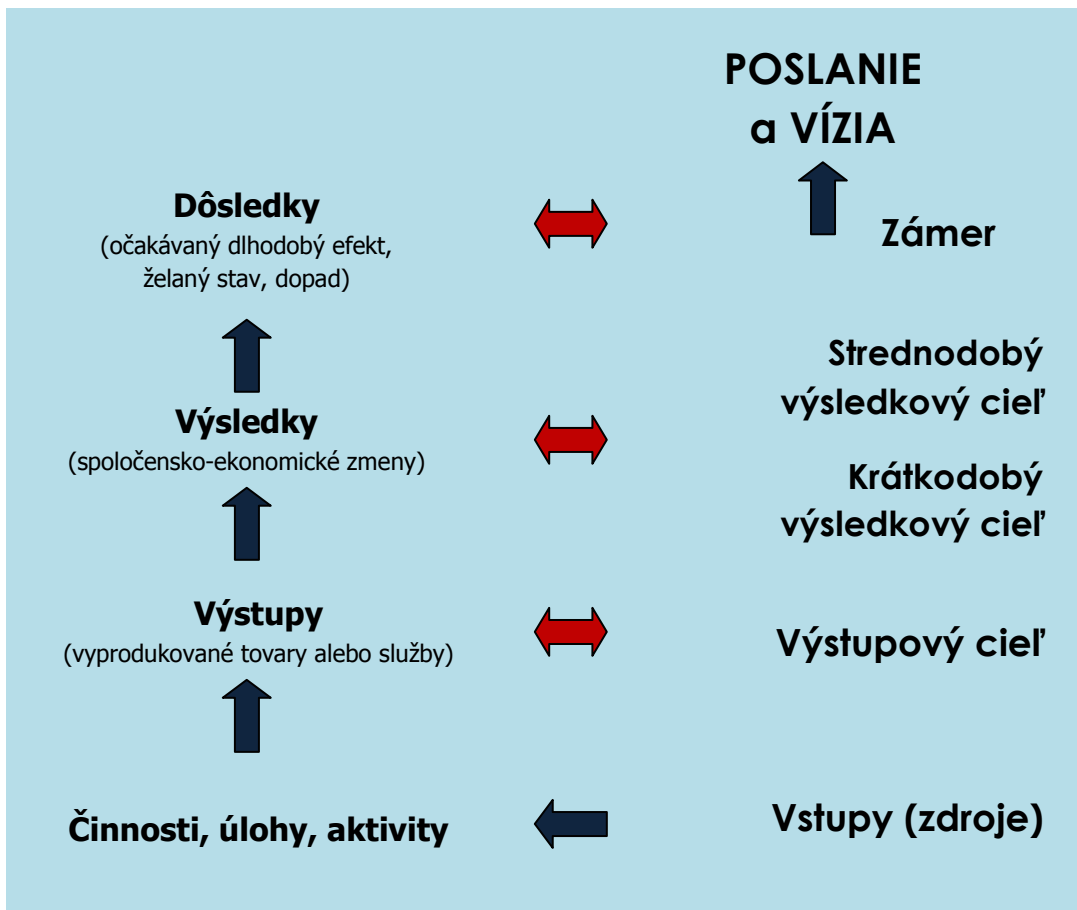 POSLANIE
a VÍZIA
Dôsledky
(očakávaný dlhodobý efekt,
želaný stav, dopad)
Zámer
Strednodobý
výsledkový cieľ
Výsledky
(spoločensko-ekonomické zmeny)
Krátkodobý
výsledkový cieľ
Výstupy
(vyprodukované tovary alebo služby)
Výstupový cieľ
Činnosti, úlohy, aktivity
Vstupy (zdroje)